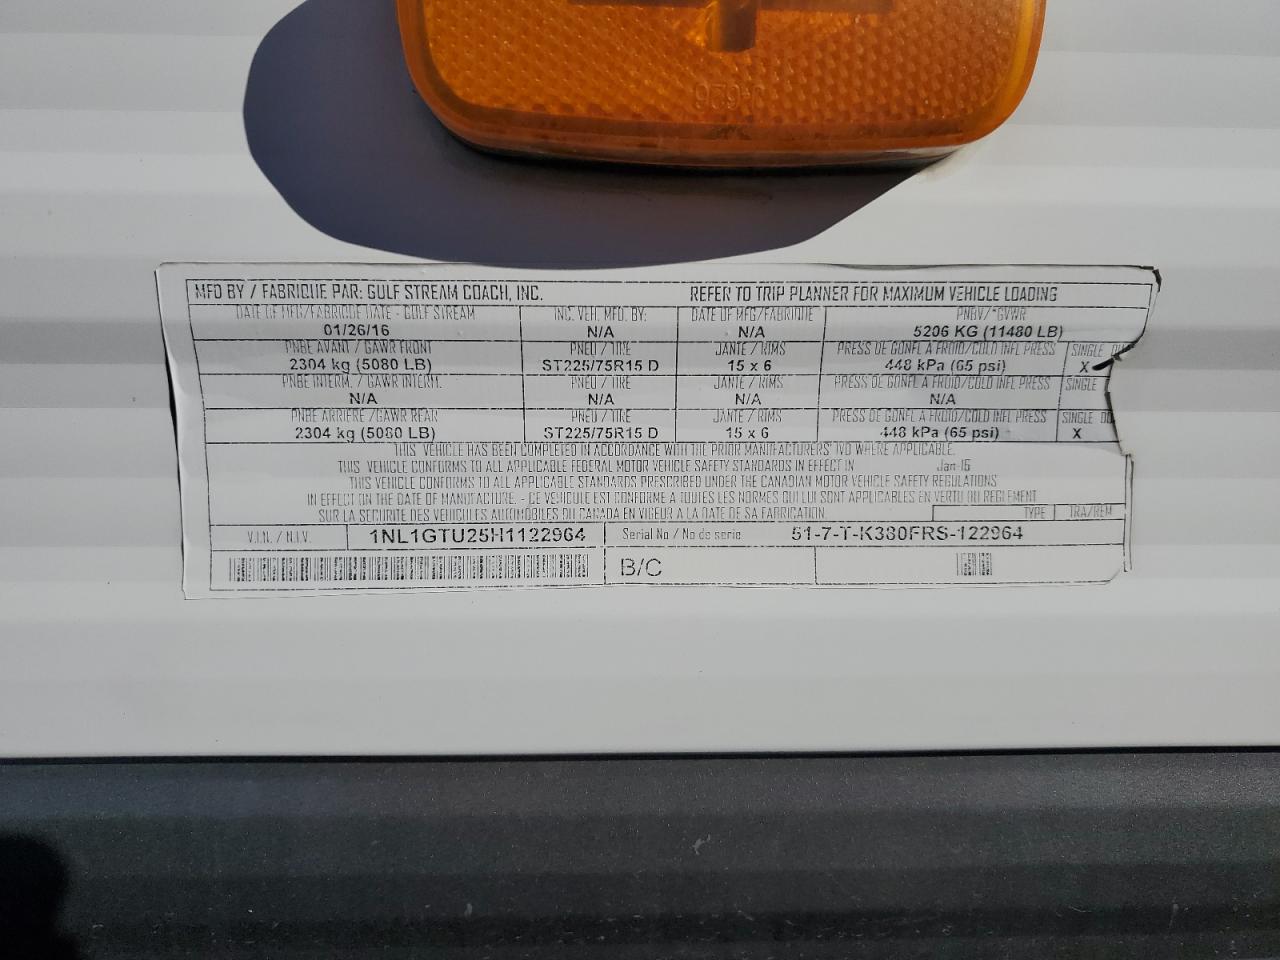 MFD BY / FABRIQUE PAR: GULF STREAM COACH, INC. REFER TO TRIP PLANNER FOR MAXIMUM VEHICLE LOADING
DATE OF MFG/FABRIQUE DATE - GULF STREAM INC. VEH. MFD. BY: DATE OF MFG/FABRIQUE PNBV/*GVWR
01/26/16 N/A N/A 5206 KG (11480 LB)
PNBE AVANT / GAWR FRONT PNEU / TIRE JANTE / RIMS PRESS DE GONFL A FROID/COLD INFL PRESS SINGLE DU
2304 kg (5080 LB) ST225/75R15 D 15 x 6 448 kPa (65 psi) X
PNBE INTERM. / GAWR INTERM. PNEU / TIRE JANTE / RIMS PRESS DE GONFL A FROID/COLD INFL PRESS SINGLE
N/A N/A N/A N/A
PNBE ARRIERE /GAWR REAR PNEU / TIRE JANTE / RIMS PRESS DE GONFL A FROID/COLD INFL PRESS SINGLE DU
2304 kg (5080 LB) ST225/75R15 D 15 x 6 448 kPa (65 psi) X
THIS VEHICLE HAS BEEN COMPLETED IN ACCORDANCE WITH THE PRIOR MANUFACTURERS' IVD WHERE APPLICABLE.
THIS VEHICLE CONFORMS TO ALL APPLICABLE FEDERAL MOTOR VEHICLE SAFETY STANDARDS IN EFFECT IN Jan-16
THIS VEHICLE CONFORMS TO ALL APPLICABLE STANDARDS PRESCRIBED UNDER THE CANADIAN MOTOR VEHICLE SAFETY REGULATIONS
IN EFFECT ON THE DATE OF MANUFACTURE. - CE VEHICULE EST CONFORME A TOUTES LES NORMES QUI LUI SONT APPLICABLES EN VERTU DU REGLEMENT
SUR LA SECURITE DES VEHICULES AUTOMOBILES DU CANADA EN VIGEUR A LA DATE DE SA FABRICATION. TYPE TRA/REM
V.I.N. / N.I.V. 1NL1GTU25H1122964 Serial No / No de serie 51-7-T-K380FRS-122964
B/C